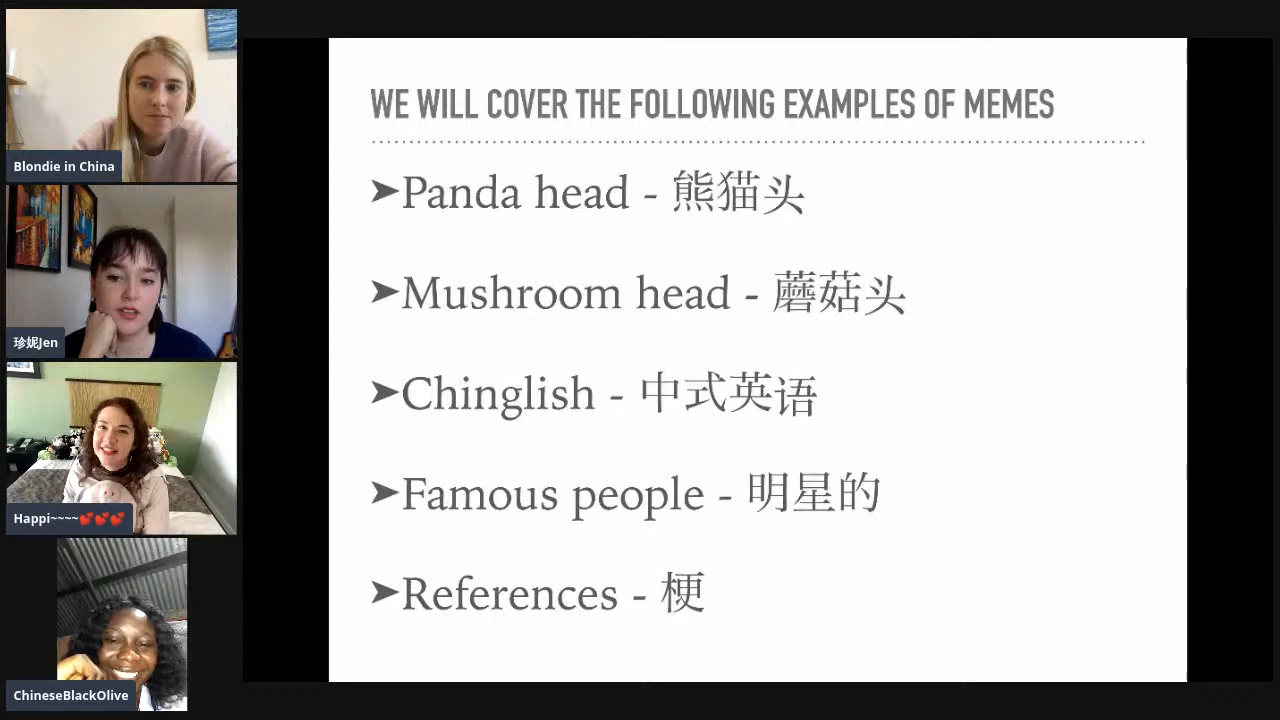 Blondie in China
珍妮Jen
Happi~~~~💕💕💕
ChineseBlackOlive
WE WILL COVER THE FOLLOWING EXAMPLES OF MEMES
➤Panda head - 熊猫头
➤Mushroom head - 蘑菇头
➤Chinglish - 中式英语
➤Famous people - 明星的
➤References - 梗